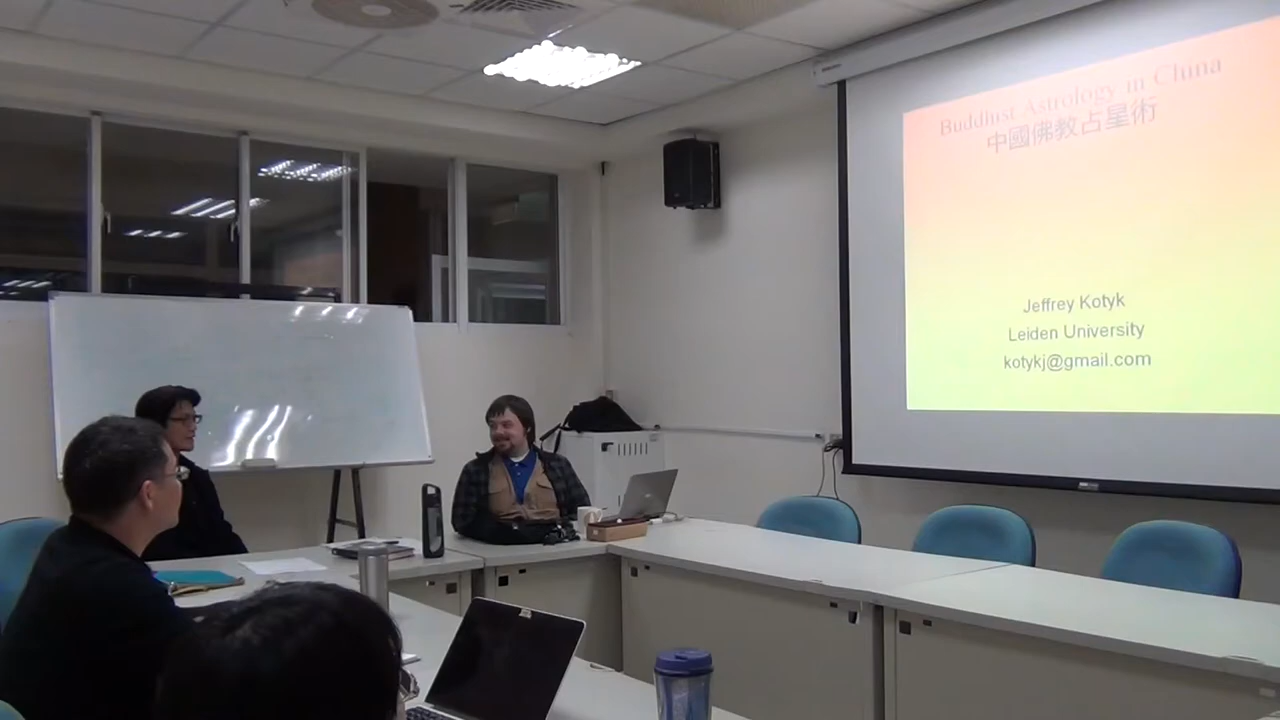 Buddhist Astrology in China
中國佛教占星術
Jeffrey Kotyk
Leiden University
kotykj@gmail.com